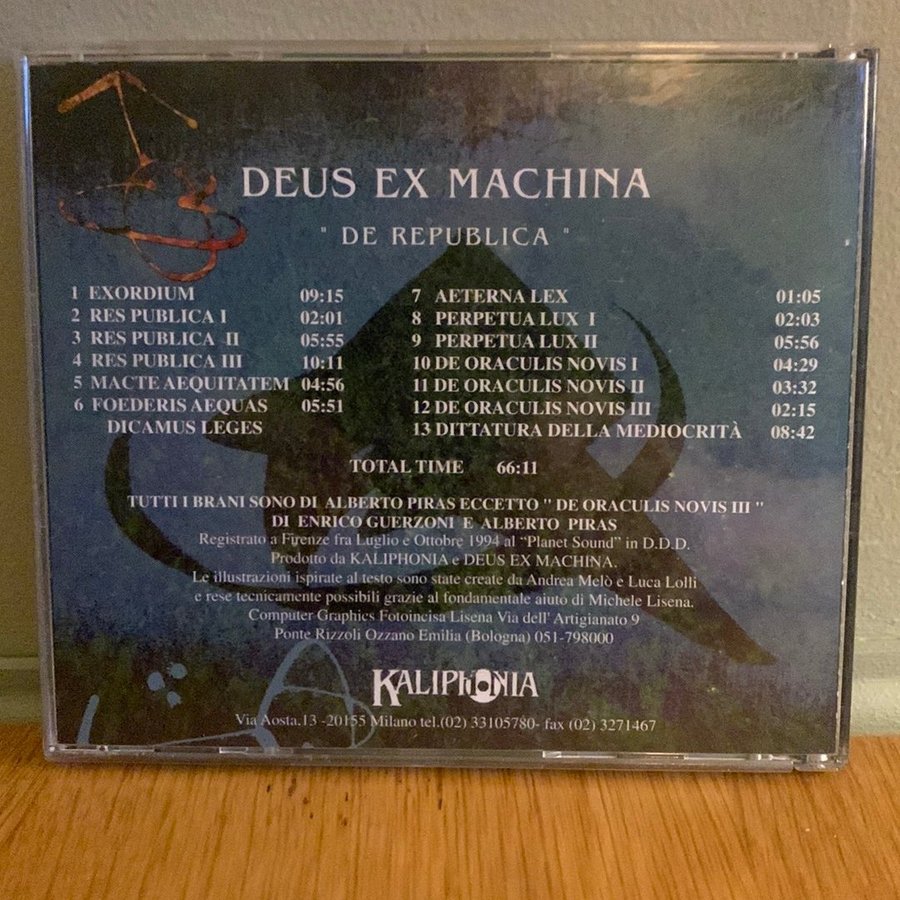 DEUS EX MACHINA
" DE REPUBLICA "
1 EXORDIUM 09:15
2 RES PUBLICA I 02:01
3 RES PUBLICA II 05:55
4 RES PUBLICA III 10:11
5 MACTE AEQUITATEM 04:56
6 FOEDERIS AEQUAS 05:51
DICAMUS LEGES
7 AETERNA LEX 01:05
8 PERPETUA LUX I 02:03
9 PERPETUA LUX II 05:56
10 DE ORACULIS NOVIS I 04:29
11 DE ORACULIS NOVIS II 03:32
12 DE ORACULIS NOVIS III 02:15
13 DITTATURA DELLA MEDIOCRITÀ 08:42
TOTAL TIME 66:11
TUTTI I BRANI SONO DI ALBERTO PIRAS ECCETTO " DE ORACULIS NOVIS III "
DI ENRICO GUERZONI E ALBERTO PIRAS
Registrato a Firenze fra Luglio e Ottobre 1994 al "Planet Sound" in D.D.D.
Prodotto da KALIPHONIA e DEUS EX MACHINA.
Le illustrazioni ispirate al testo sono state create da Andrea Melò e Luca Lolli
e rese tecnicamente possibili grazie al fondamentale aiuto di Michele Lisena.
Computer Graphics Fotoincisa Lisena Via dell' Artigianato 9
Ponte Rizzoli Ozzano Emilia (Bologna) 051-798000
KALIPHONIA
Via Aosta.13 -20155 Milano tel.(02) 33105780- fax (02) 3271467